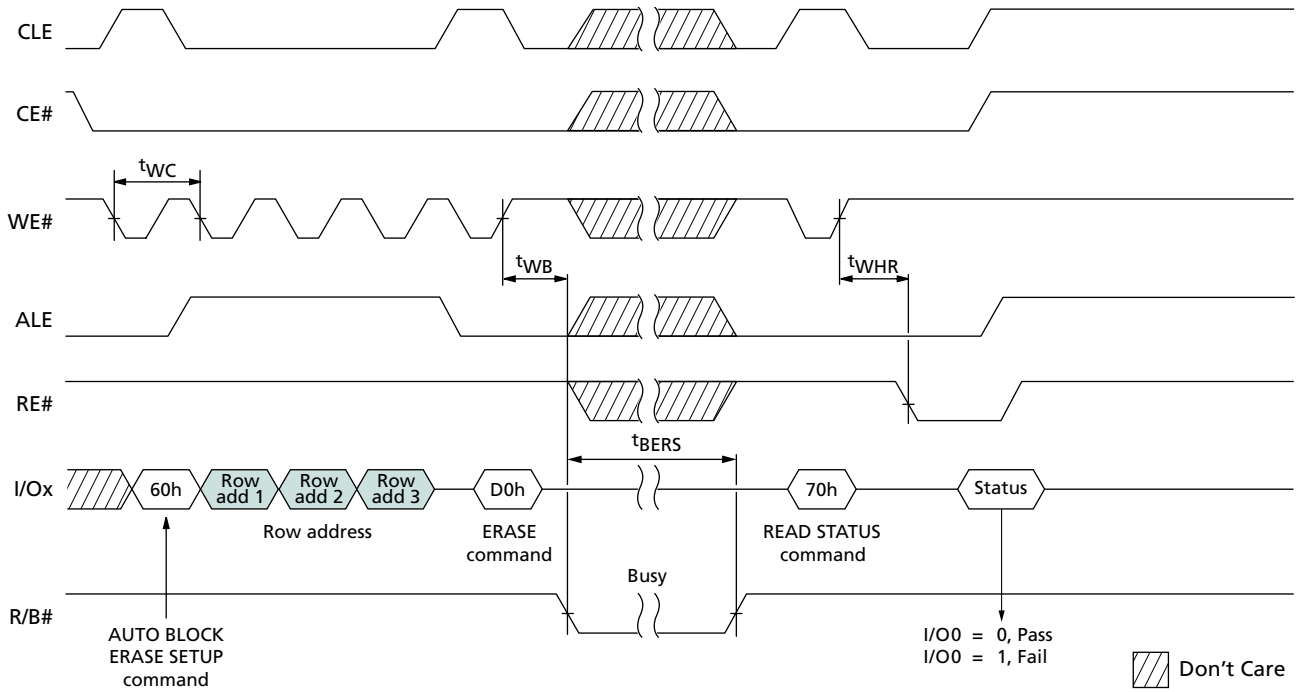 CLE
CE#
tWC
WE#
tWB
tWHR
ALE
RE#
tBERS
I/Ox
60h
Row
add 1
Row
add 2
Row
add 3
D0h
70h
Status
Row address
ERASE
command
READ STATUS
command
Busy
R/B#
AUTO BLOCK
ERASE SETUP
command
I/O0 = 0, Pass
I/O0 = 1, Fail
Don't Care